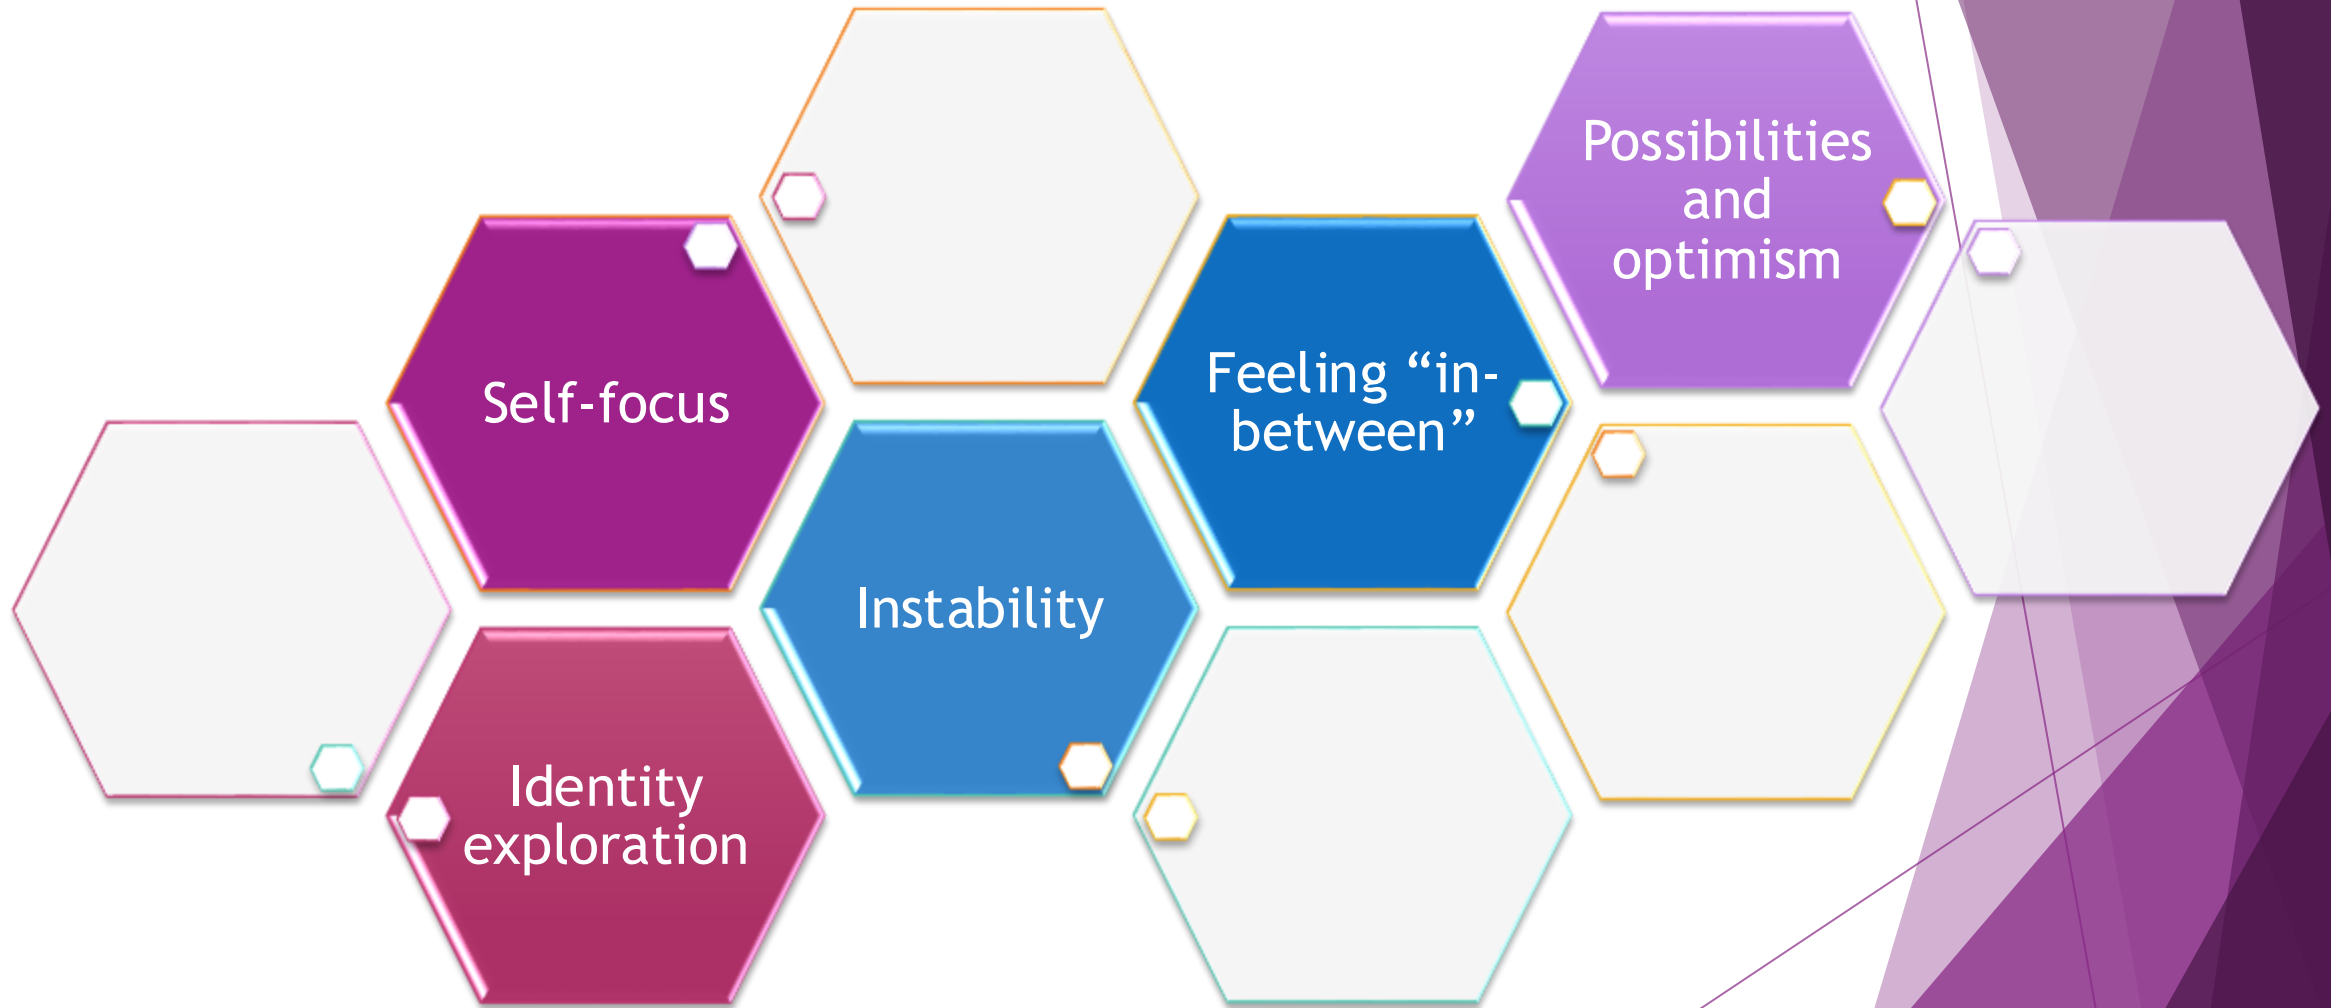 Possibilities
and
optimism
Self-focus
Feeling “in-
between”
Instability
Identity
exploration